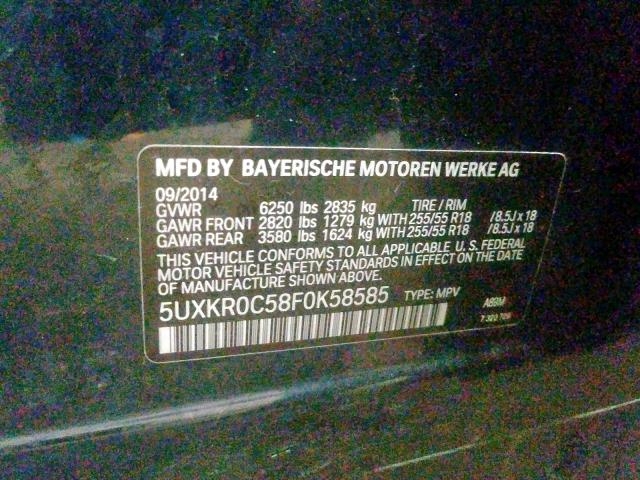 MFD BY BAYERISCHE MOTOREN WERKE AG
09/2014
GVWR 6250 lbs 2835 kg TIRE / RIM
GAWR FRONT 2820 lbs 1279 kg WITH 255/55 R18 /8.5J x 18
GAWR REAR 3580 lbs 1624 kg WITH 255/55 R18 /8.5J x 18
THIS VEHICLE CONFORMS TO ALL APPLICABLE U.S. FEDERAL
MOTOR VEHICLE SAFETY STANDARDS IN EFFECT ON THE DATE
OF MANUFACTURE SHOWN ABOVE.
5UXKR0C58F0K58585 TYPE: MPV